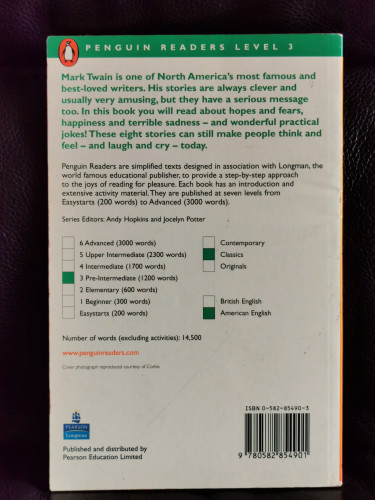 PENGUIN READERS LEVEL 3
Mark Twain is one of North America's most famous and
best-loved writers. His stories are always clever and
usually very amusing, but they have a serious message
too. In this book you will read about hopes and fears,
happiness and terrible sadness – and wonderful practical
jokes! These eight stories can still make people think and
feel – and laugh and cry – today.
Penguin Readers are simplified texts designed in association with Longman, the
world famous educational publisher, to provide a step-by-step approach
to the joys of reading for pleasure. Each book has an introduction and
extensive activity material. They are published at seven levels from
Easystarts (200 words) to Advanced (3000 words).
Series Editors: Andy Hopkins and Jocelyn Potter
6 Advanced (3000 words)
5 Upper Intermediate (2300 words)
4 Intermediate (1700 words)
3 Pre-Intermediate (1200 words)
2 Elementary (600 words)
1 Beginner (300 words)
Easystarts (200 words)
Contemporary
Classics
Originals
British English
American English
Number of words (excluding activities): 14,500
www.penguinreaders.com
Cover photograph reproduced courtesy of Corbis
PEARSON
Longman
Published and distributed by
Pearson Education Limited
ISBN 0-582-85490-3
9 780582 854901